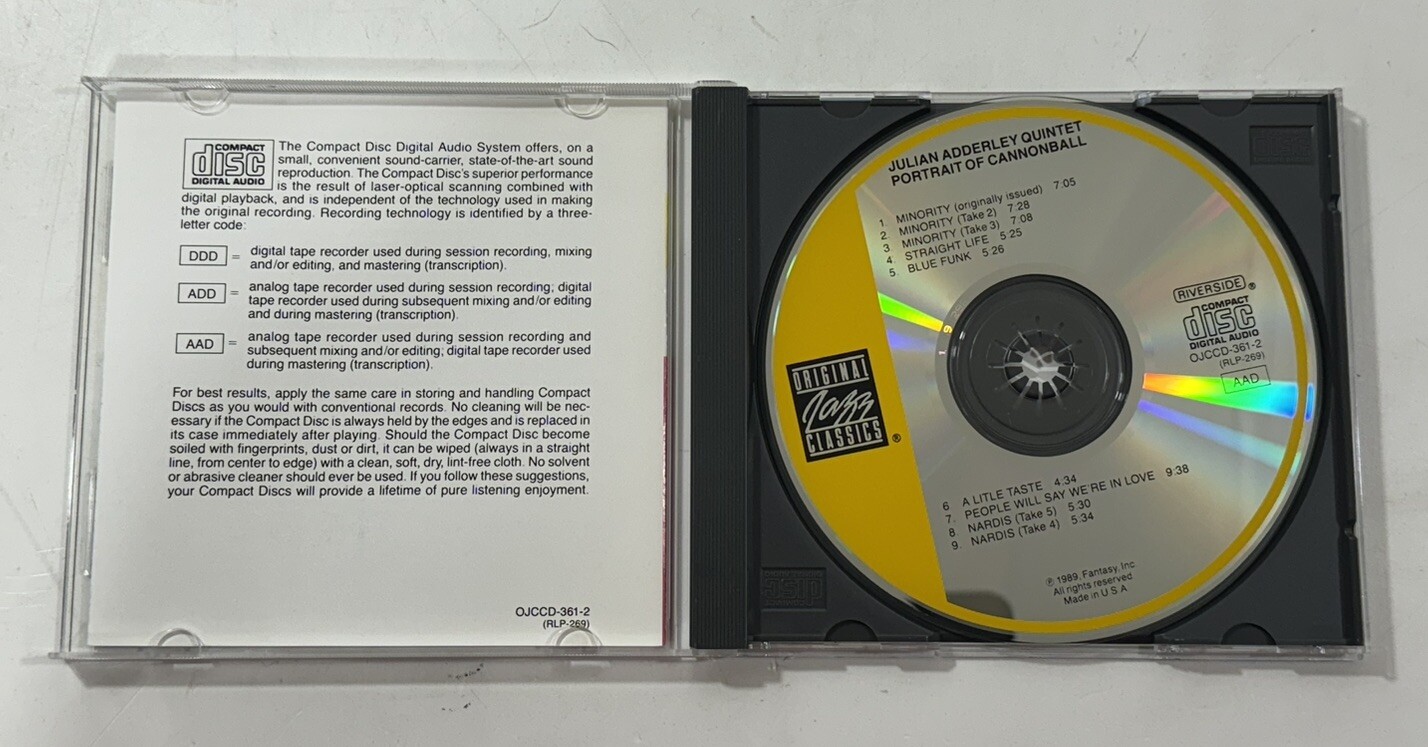 COMPACT
disc
DIGITAL AUDIO
The Compact Disc Digital Audio System offers, on a
small, convenient sound-carrier, state-of-the-art sound
reproduction. The Compact Disc's superior performance
is the result of laser-optical scanning combined with
digital playback, and is independent of the technology used in making
the original recording. Recording technology is identified by a three-
letter code:
DDD = digital tape recorder used during session recording, mixing
and/or editing, and mastering (transcription).
ADD = analog tape recorder used during session recording; digital
tape recorder used during subsequent mixing and/or editing
and during mastering (transcription).
AAD = analog tape recorder used during session recording and
subsequent mixing and/or editing; digital tape recorder used
during mastering (transcription).
For best results, apply the same care in storing and handling Compact
Discs as you would with conventional records. No cleaning will be nec-
essary if the Compact Disc is always held by the edges and is replaced in
its case immediately after playing. Should the Compact Disc become
soiled with fingerprints, dust or dirt, it can be wiped (always in a straight
line, from center to edge) with a clean, soft, dry, lint-free cloth. No solvent
or abrasive cleaner should ever be used. If you follow these suggestions,
your Compact Discs will provide a lifetime of pure listening enjoyment.
OJCCD-361-2
(RLP-269)
JULIAN ADDERLEY QUINTET
PORTRAIT OF CANNONBALL
1. MINORITY (originally issued) 7:05
2. MINORITY (Take 2) 7:28
3. MINORITY (Take 3) 7:08
4. STRAIGHT LIFE 5:25
5. BLUE FUNK 5:26
RIVERSIDE ®
COMPACT
disc
DIGITAL AUDIO
OJCCD-361-2
(RLP-269)
AAD
ORIGINAL
Jazz
CLASSICS ®
6 A LITLE TASTE 4:34
7. PEOPLE WILL SAY WE'RE IN LOVE 9:38
8. NARDIS (Take 5) 5:30
9. NARDIS (Take 4) 5:34
℗ 1989, Fantasy, Inc.
All rights reserved
Made in U S A
disc